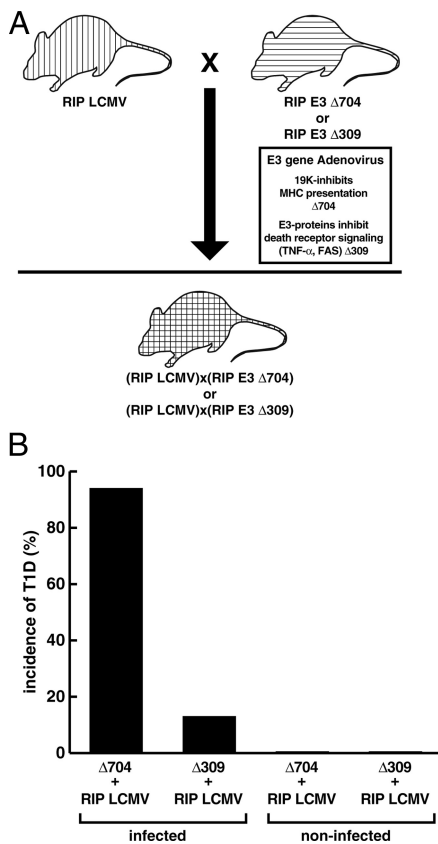 A
X
RIP LCMV
RIP E3 Δ704
or
RIP E3 Δ309
E3 gene Adenovirus
19K-inhibits
MHC presentation
Δ704
E3-proteins inhibit
death receptor signaling
(TNF-α, FAS) Δ309
(RIP LCMV)x(RIP E3 Δ704)
or
(RIP LCMV)x(RIP E3 Δ309)
B
incidence of T1D (%)
100
80
60
40
20
0
Δ704 Δ309 Δ704 Δ309
+ + + +
RIP LCMV RIP LCMV RIP LCMV RIP LCMV
infected non-infected